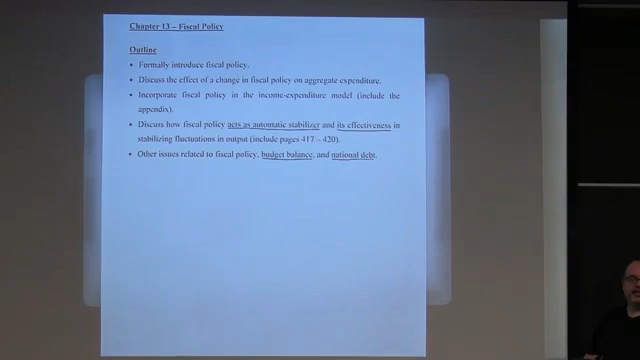 Chapter 13 – Fiscal Policy
Outline
• Formally introduce fiscal policy.
• Discuss the effect of a change in fiscal policy on aggregate expenditure.
• Incorporate fiscal policy in the income-expenditure model (include the
appendix).
• Discuss how fiscal policy acts as automatic stabilizer and its effectiveness in
stabilizing fluctuations in output (include pages 417 – 420).
• Other issues related to fiscal policy, budget balance, and national debt.